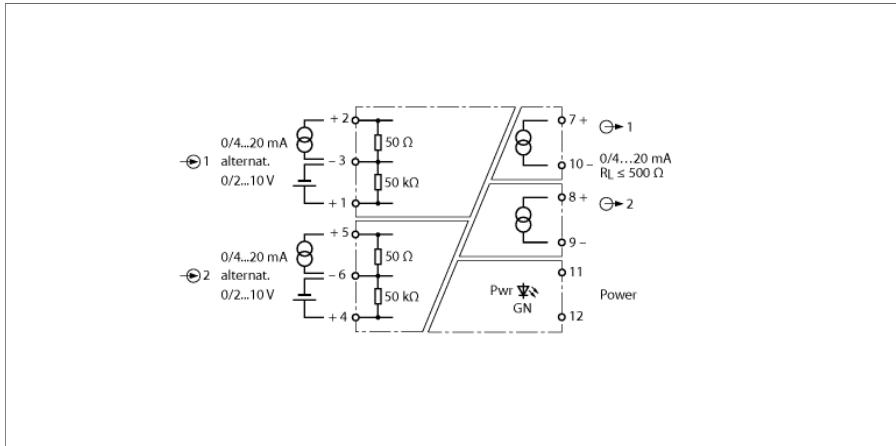 + 2
0/4...20 mA
50 Ω
1 alternat.
− 3
0/2...10 V
50 kΩ
+ 1
+ 5
0/4...20 mA
50 Ω
2 alternat.
− 6
0/2...10 V
50 kΩ
+ 4
7 +
1
10 −
0/4...20 mA
RL ≤ 500 Ω
8 +
2
9 −
11
Pwr
GN
Power
12